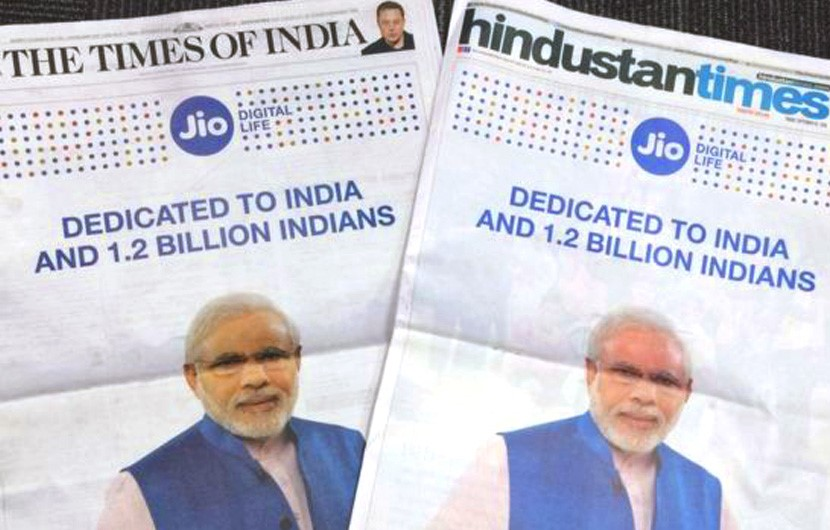 THE TIMES OF INDIA
Jio
DIGITAL
LIFE
DEDICATED TO INDIA
AND 1.2 BILLION INDIANS
hindustantimes
Jio
DIGITAL
LIFE
DEDICATED TO INDIA
AND 1.2 BILLION INDIANS